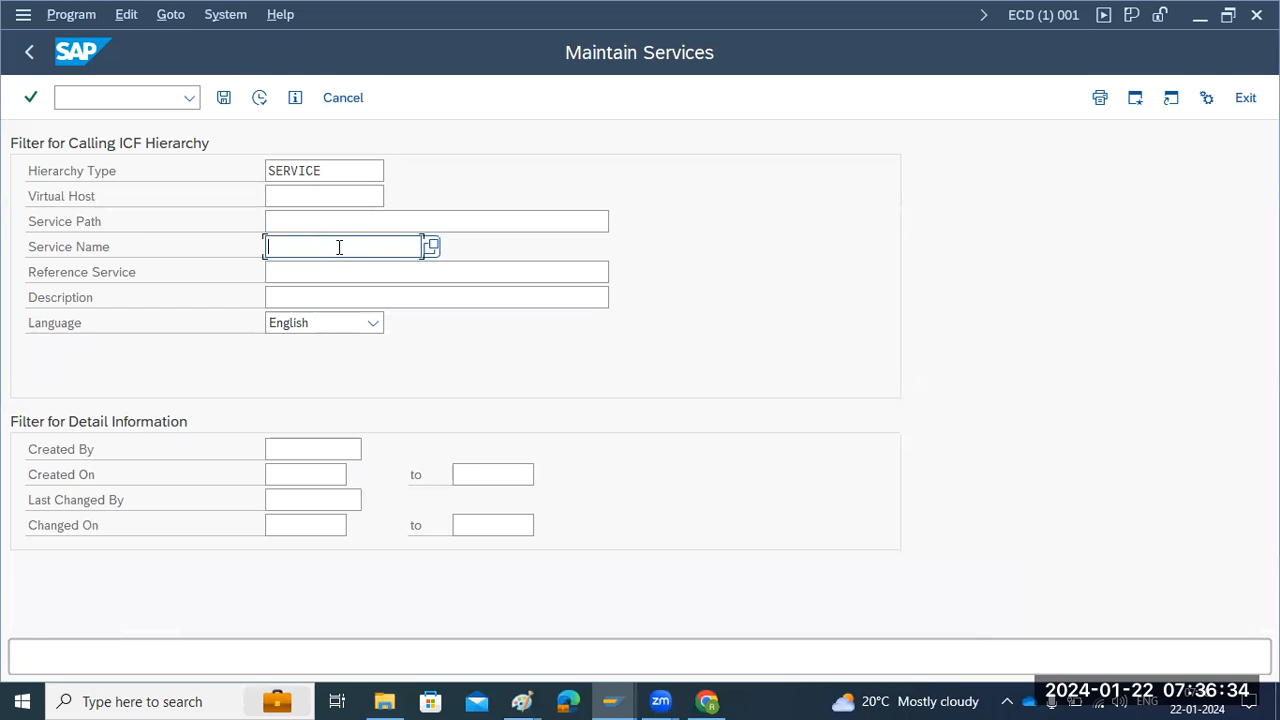 Program Edit Goto System Help ECD (1) 001
SAP Maintain Services
Cancel Exit
Filter for Calling ICF Hierarchy
Hierarchy Type SERVICE
Virtual Host
Service Path
Service Name
Reference Service
Description
Language English
Filter for Detail Information
Created By
Created On to
Last Changed By
Changed On to
Type here to search zm R 20°C Mostly cloudy ENG
2024-01-22 07:36:34
22-01-2024